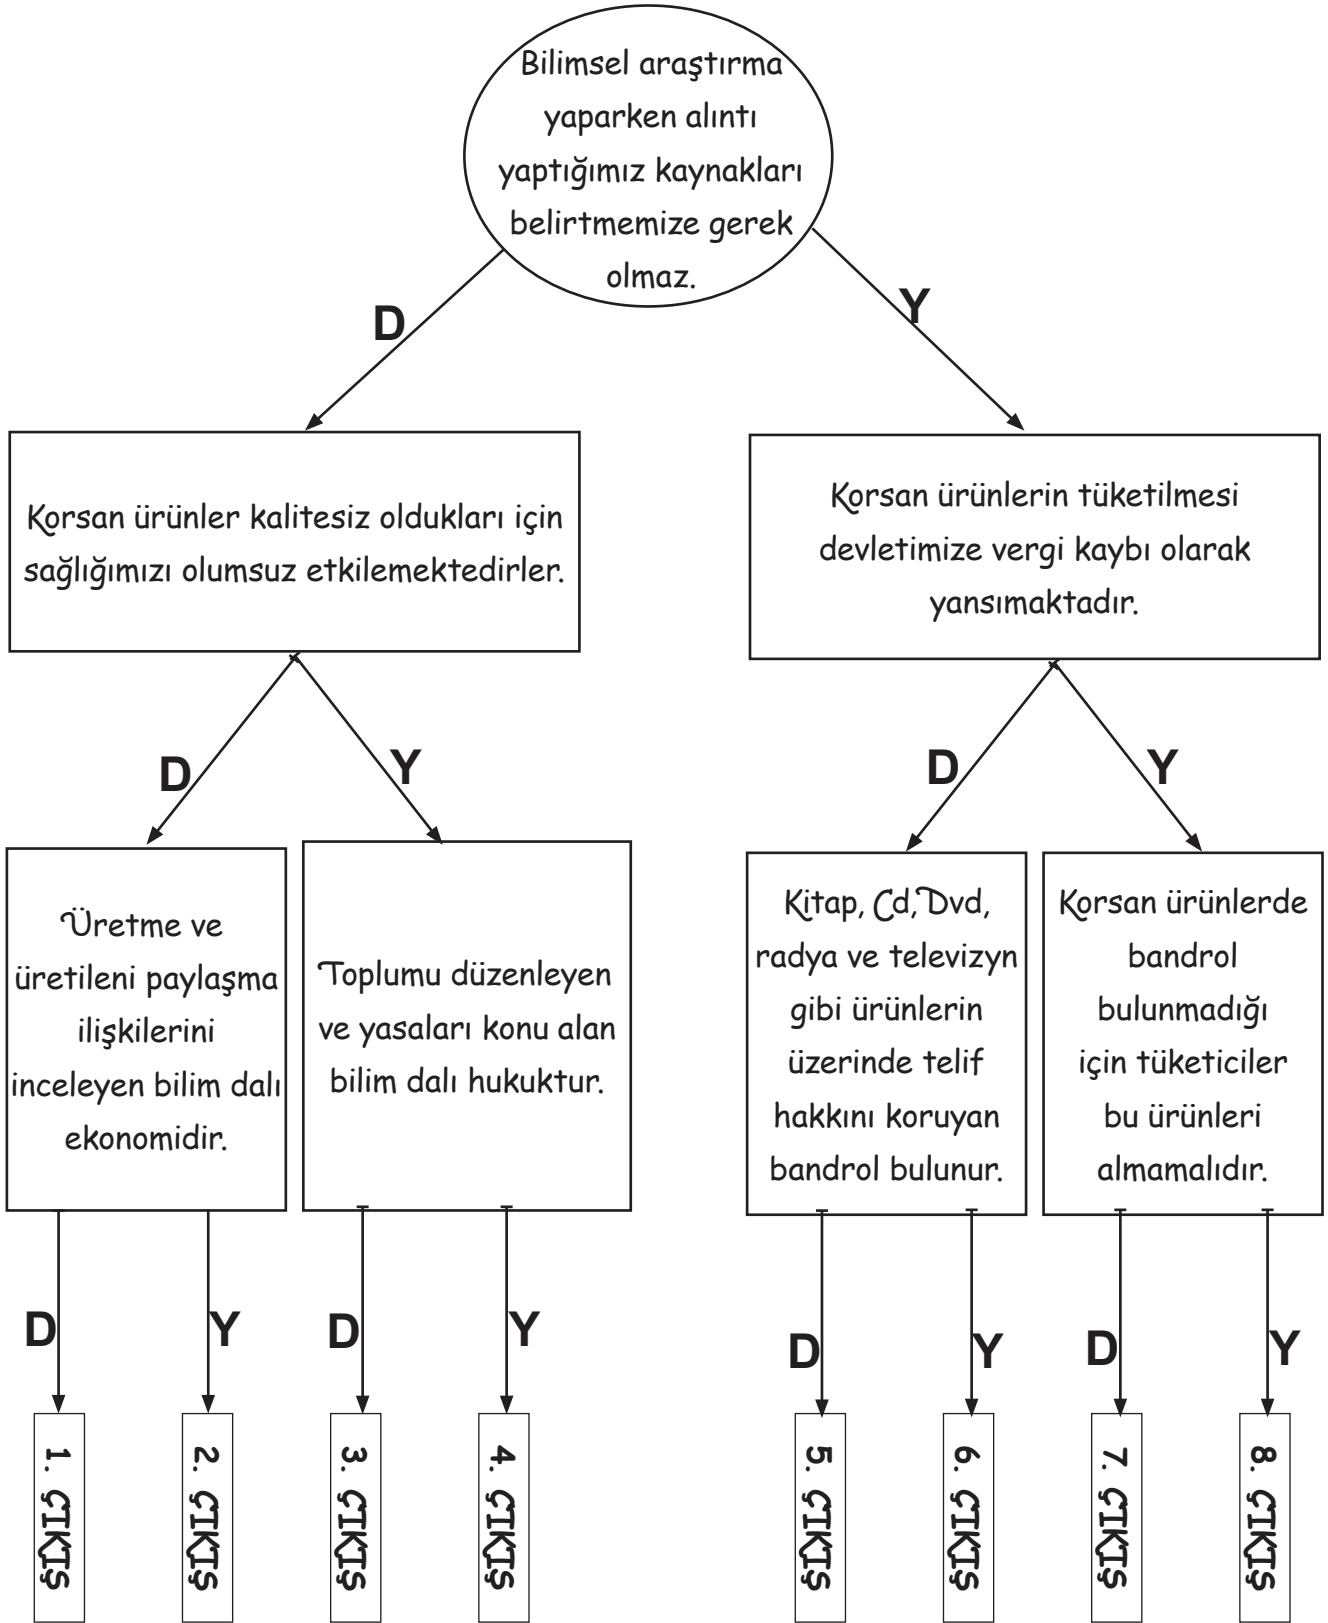 Bilimsel araştırma
yaparken alıntı
yaptığımız kaynakları
belirtmemize gerek
olmaz.
D
Y
Korsan ürünler kalitesiz oldukları için
sağlığımızı olumsuz etkilemektedirler.
Korsan ürünlerin tüketilmesi
devletimize vergi kaybı olarak
yansımaktadır.
D
Y
D
Y
Üretme ve
üretileni paylaşma
ilişkilerini
inceleyen bilim dalı
ekonomidir.
Toplumu düzenleyen
ve yasaları konu alan
bilim dalı hukuktur.
Kitap, Cd,Dvd,
radya ve televizyn
gibi ürünlerin
üzerinde telif
hakkını koruyan
bandrol bulunur.
Korsan ürünlerde
bandrol
bulunmadığı
için tüketiciler
bu ürünleri
almamalıdır.
D
Y
D
Y
D
Y
D
Y
1. ÇIKIŞ
2. ÇIKIŞ
3. ÇIKIŞ
4. ÇIKIŞ
5. ÇIKIŞ
6. ÇIKIŞ
7. ÇIKIŞ
8. ÇIKIŞ